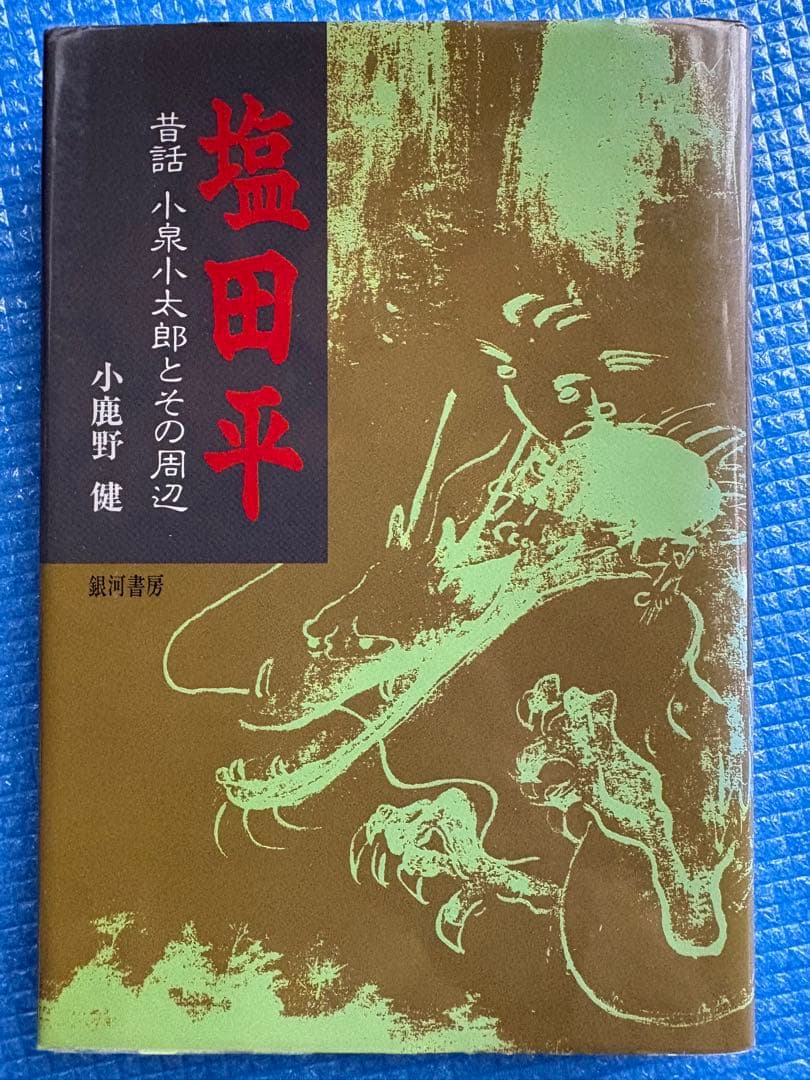 塩田平
昔話 小泉小太郎とその周辺
小鹿野 健
銀河書房